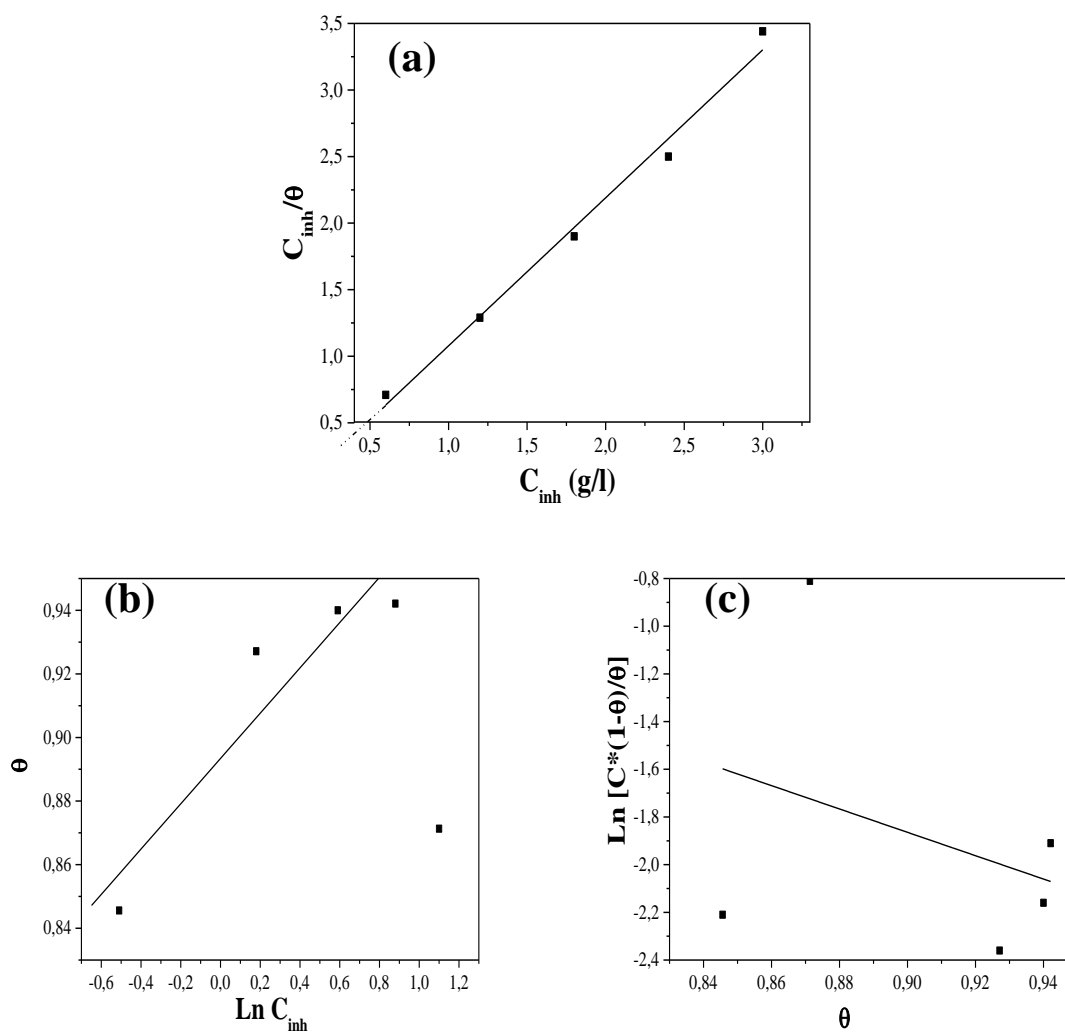 (a)
3,5
3,0
2,5
2,0
1,5
1,0
0,5
C_inh/θ
0,5 1,0 1,5 2,0 2,5 3,0
C_inh (g/l)
(b)
0,94
0,92
0,90
0,88
0,86
0,84
θ
-0,6 -0,4 -0,2 0,0 0,2 0,4 0,6 0,8 1,0 1,2
Ln C_inh
(c)
-0,8
-1,0
-1,2
-1,4
-1,6
-1,8
-2,0
-2,2
-2,4
Ln [C*(1-θ)/θ]
0,84 0,86 0,88 0,90 0,92 0,94
θ